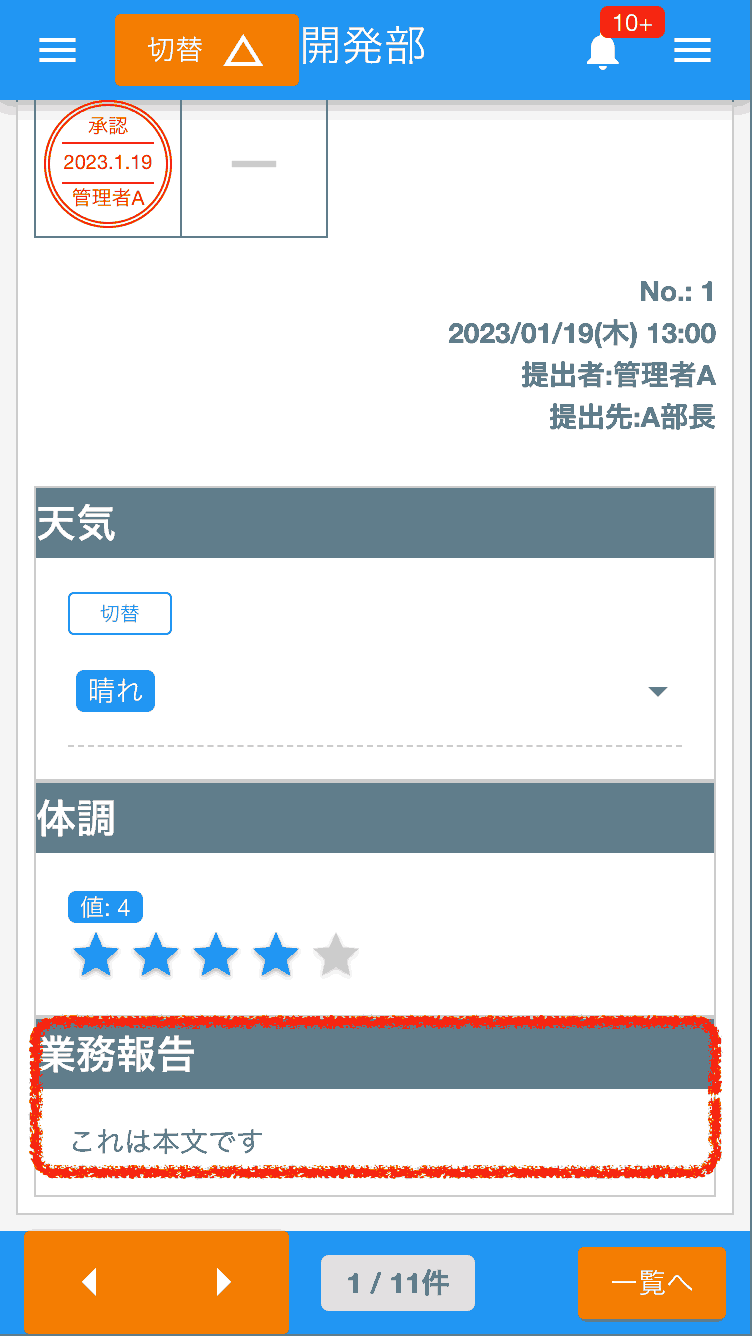 切替
開発部
10+
承認
2023.1.19
管理者A
No.: 1
2023/01/19(木) 13:00
提出者:管理者A
提出先:A部長
天気
切替
晴れ
体調
値: 4
業務報告
これは本文です
1 / 11件
一覧へ